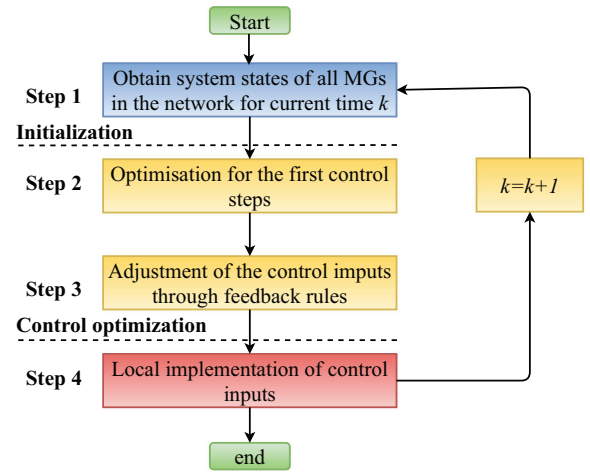 Start
Step 1
Obtain system states of all MGs
in the network for current time k
Initialization
Step 2
Optimisation for the first control
steps
k=k+1
Step 3
Adjustment of the control imputs
through feedback rules
Control optimization
Step 4
Local implementation of control
inputs
end